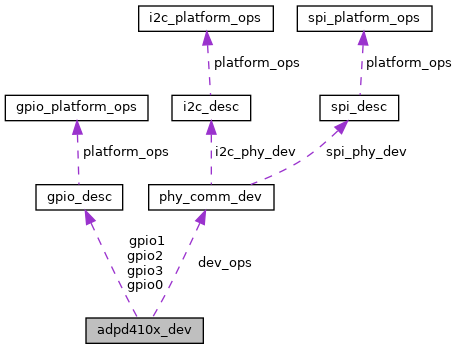 i2c_platform_ops
spi_platform_ops
platform_ops
platform_ops
gpio_platform_ops
i2c_desc
spi_desc
platform_ops
i2c_phy_dev
spi_phy_dev
gpio_desc
phy_comm_dev
gpio1
gpio2
gpio3
gpio0
dev_ops
adpd410x_dev